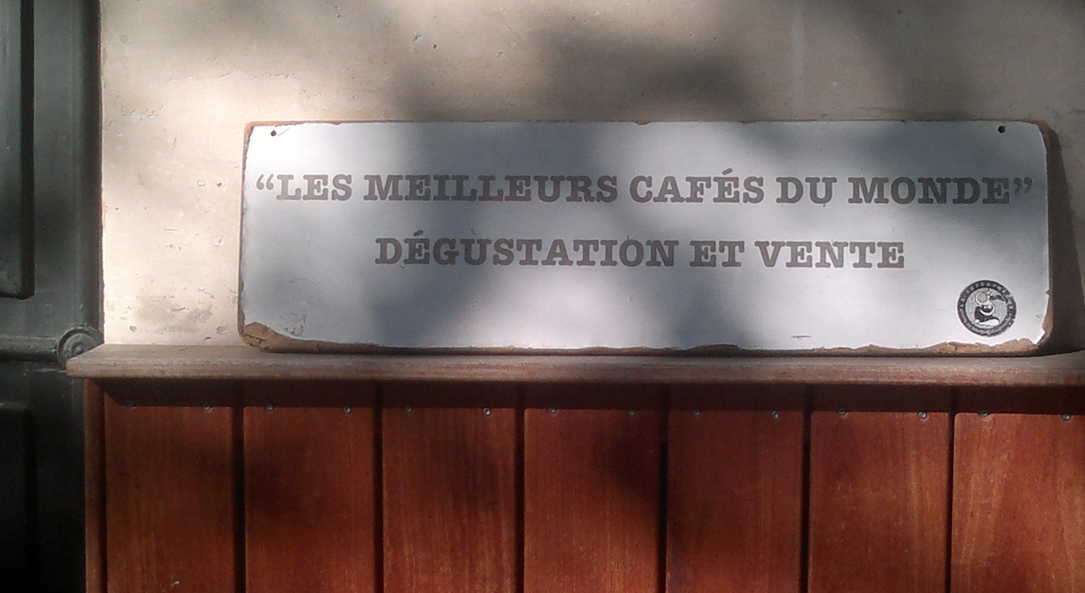 “LES MEILLEURS CAFÉS DU MONDE”
DÉGUSTATION ET VENTE